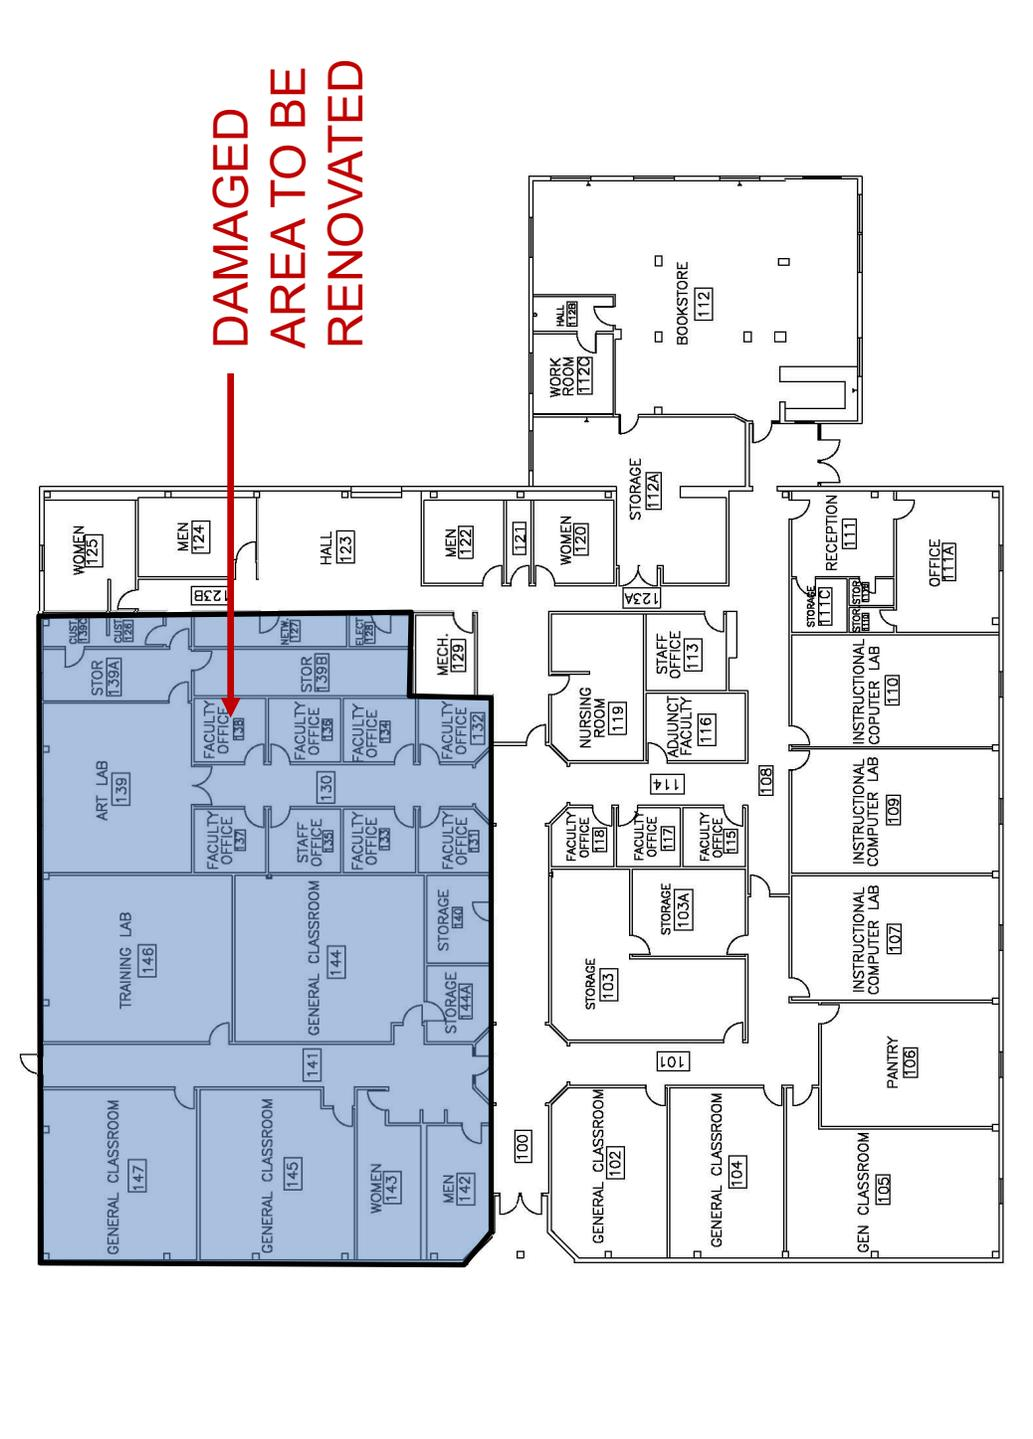 DAMAGED
AREA TO BE
RENOVATED
WOMEN
125
MEN
124
HALL
123
123B
MEN
122
121
WOMEN
120
123A
STORAGE
112A
WORK
ROOM
112C
HALL
112B
BOOKSTORE
112
RECEPTION
111
OFFICE
111A
STORAGE
111C
STOR
STOR
CUST.
139C
CUST.
126
NETW.
127
ELECT
128
MECH.
129
STOR
139A
STOR
139B
ART LAB
139
FACULTY
OFFICE
138
FACULTY
OFFICE
136
FACULTY
OFFICE
134
FACULTY
OFFICE
132
130
FACULTY
OFFICE
137
STAFF
OFFICE
135
FACULTY
OFFICE
133
FACULTY
OFFICE
131
TRAINING LAB
146
GENERAL CLASSROOM
144
STORAGE
140
STORAGE
144A
141
GENERAL CLASSROOM
147
GENERAL CLASSROOM
145
WOMEN
143
MEN
142
NURSING
ROOM
119
STAFF
OFFICE
113
ADJUNCT
FACULTY
116
114
108
FACULTY
OFFICE
118
FACULTY
OFFICE
117
FACULTY
OFFICE
115
STORAGE
103A
STORAGE
103
101
100
GENERAL CLASSROOM
102
GENERAL CLASSROOM
104
GEN CLASSROOM
105
PANTRY
106
INSTRUCTIONAL
COMPUTER LAB
107
INSTRUCTIONAL
COMPUTER LAB
109
INSTRUCTIONAL
COPUTER LAB
110